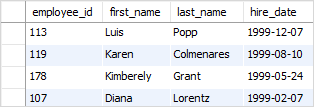 employee_id first_name last_name hire_date
113 Luis Popp 1999-12-07
119 Karen Colmenares 1999-08-10
178 Kimberely Grant 1999-05-24
107 Diana Lorentz 1999-02-07